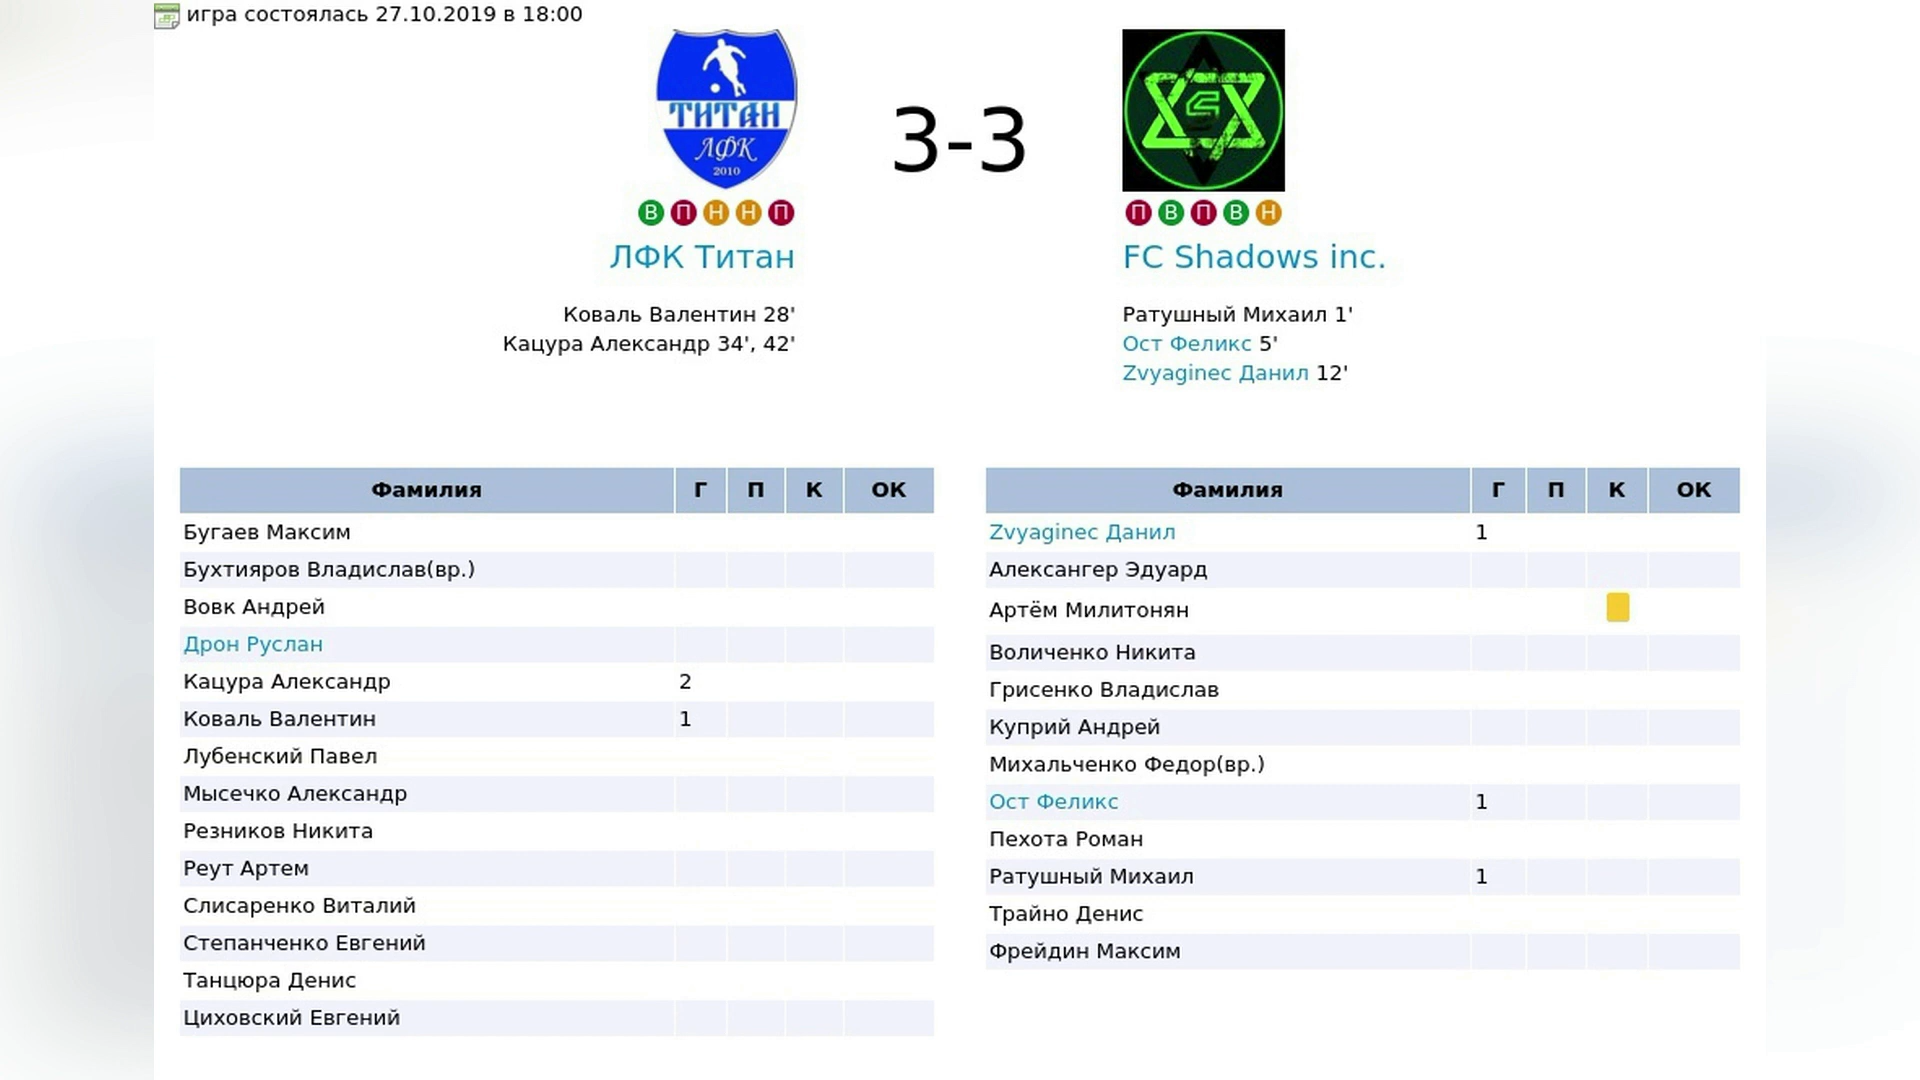 игра состоялась 27.10.2019 в 18:00
ТИТАН
ЛФК
2010
3-3
S
В П Н Н П
П В П В Н
ЛФК Титан
FC Shadows inc.
Коваль Валентин 28'
Кацура Александр 34', 42'
Ратушный Михаил 1'
Ост Феликс 5'
Zvyaginec Данил 12'
Фамилия Г П К ОК
Бугаев Максим
Бухтияров Владислав(вр.)
Вовк Андрей
Дрон Руслан
Кацура Александр 2
Коваль Валентин 1
Лубенский Павел
Мысечко Александр
Резников Никита
Реут Артем
Слисаренко Виталий
Степанченко Евгений
Танцюра Денис
Циховский Евгений
Фамилия Г П К ОК
Zvyaginec Данил 1
Алексангер Эдуард
Артём Милитонян
Воличенко Никита
Грисенко Владислав
Куприй Андрей
Михальченко Федор(вр.)
Ост Феликс 1
Пехота Роман
Ратушный Михаил 1
Трайно Денис
Фрейдин Максим